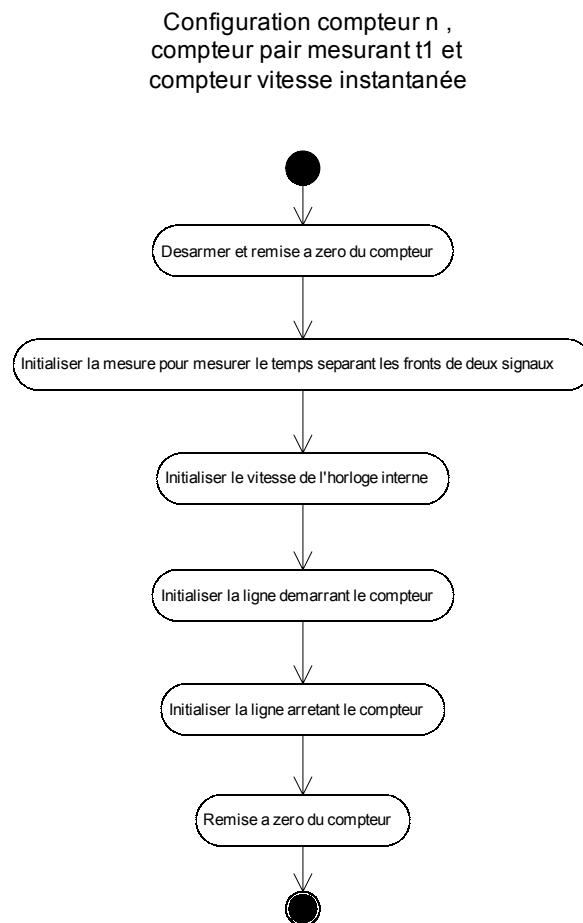 Configuration compteur n ,
compteur pair mesurant t1 et
compteur vitesse instantanée
Desarmer et remise a zero du compteur
Initialiser la mesure pour mesurer le temps separant les fronts de deux signaux
Initialiser le vitesse de l'horloge interne
Initialiser la ligne demarrant le compteur
Initialiser la ligne arretant le compteur
Remise a zero du compteur